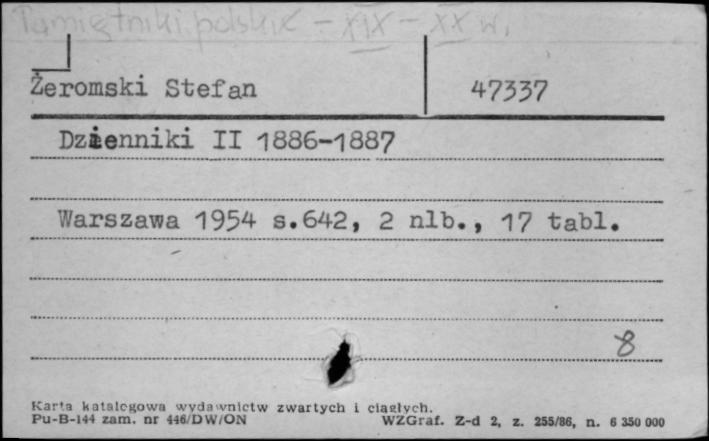 Pamiętniki polskie - XIX - XX w.
Żeromski Stefan 47337
Dzienniki II 1886-1887
Warszawa 1954 s.642, 2 nlb., 17 tabl.
8
Karta katalogowa wydawnictw zwartych i ciągłych.
Pu-B-144 zam. nr 446/DW/ON WZGraf. Z-d 2, z. 255/86, n. 6 350 000